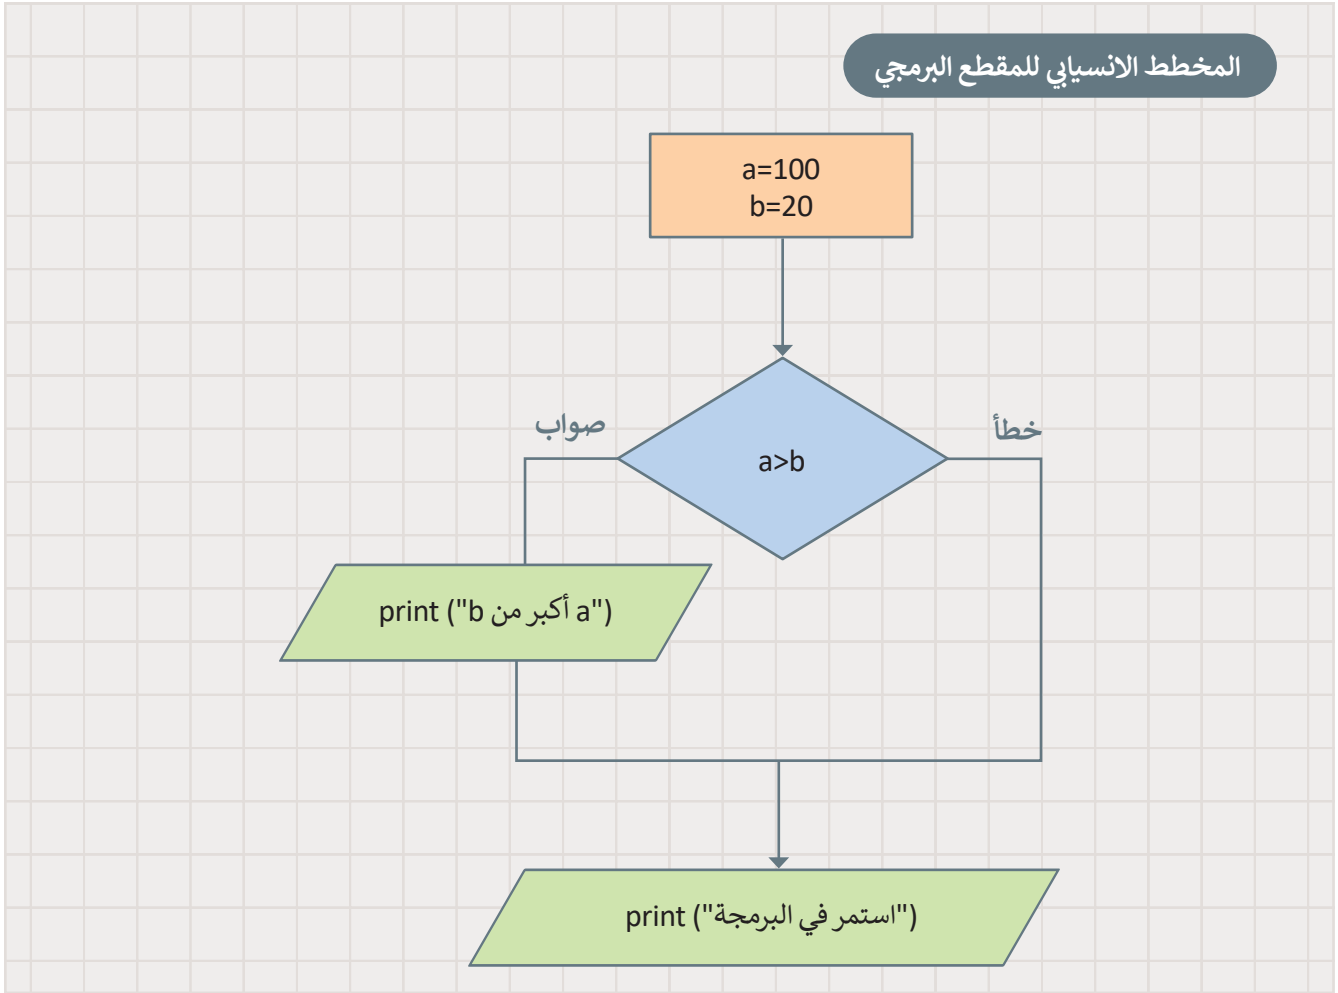 المخطط الانسيابي للمقطع البرمجي
a=100
b=20
خطأ
صواب
a>b
print ("a أكبر من b")
print ("استمر في البرمجة")